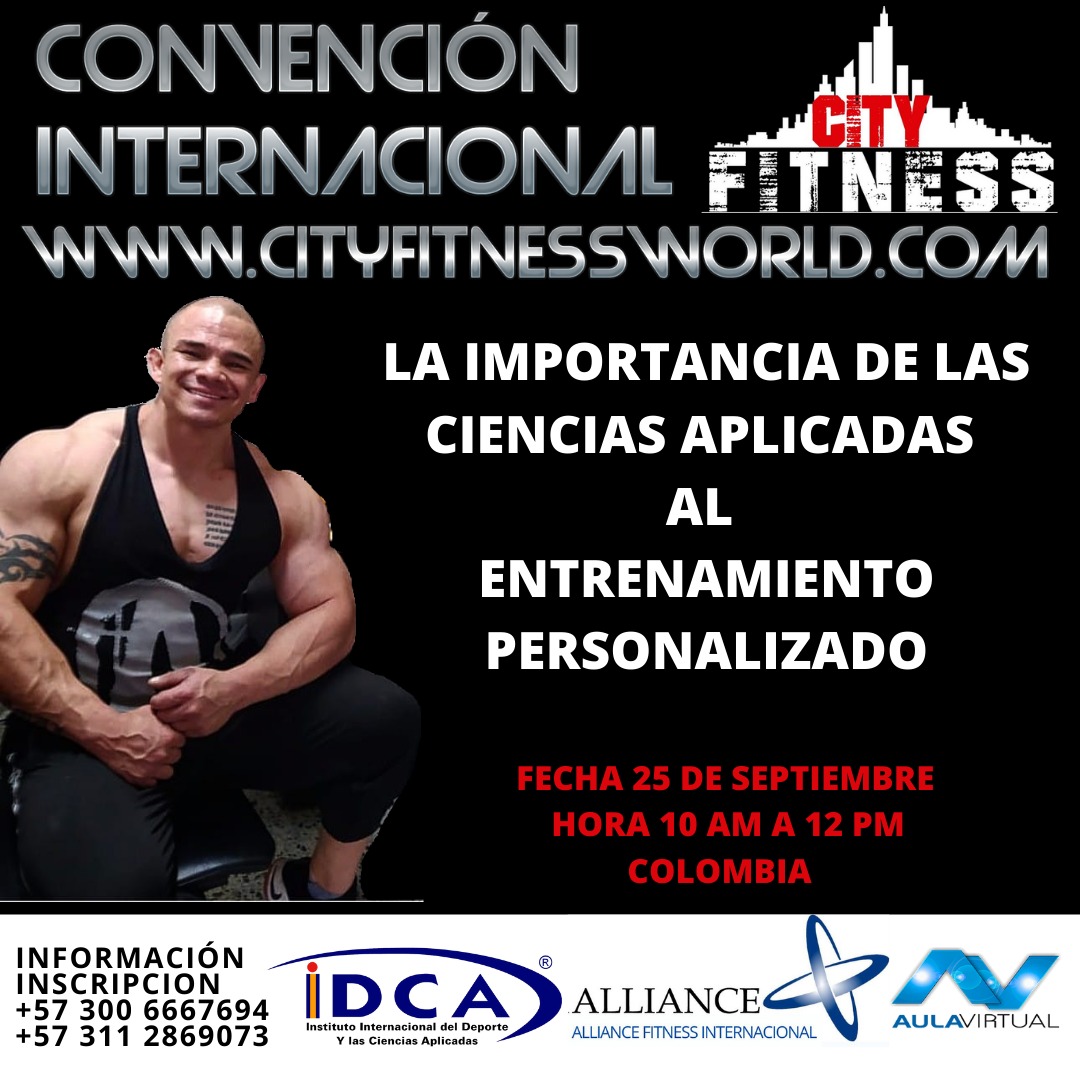 CONVENCIÓN
INTERNACIONAL
CITY
FITNESS
WWW.CITYFITNESSWORLD.COM
LA IMPORTANCIA DE LAS
CIENCIAS APLICADAS
AL
ENTRENAMIENTO
PERSONALIZADO
FECHA 25 DE SEPTIEMBRE
HORA 10 AM A 12 PM
COLOMBIA
INFORMACIÓN
INSCRIPCION
+57 300 6667694
+57 311 2869073
iDCA ®
Instituto Internacional del Deporte
Y las Ciencias Aplicadas
ALLIANCE
ALLIANCE FITNESS INTERNACIONAL
AV
AULAVIRTUAL